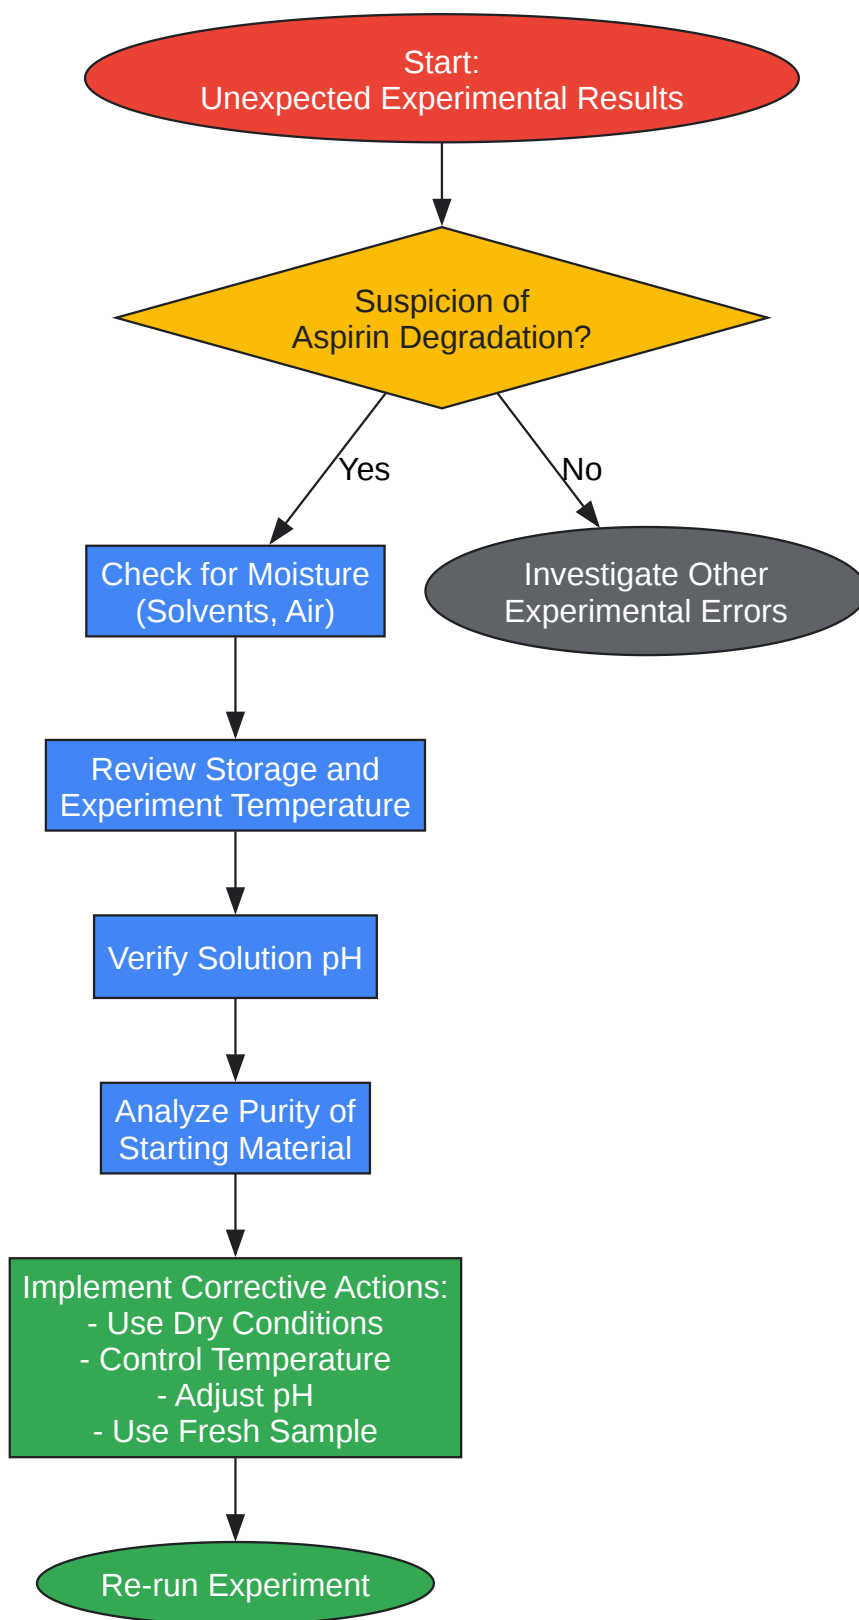 Start:
Unexpected Experimental Results
Suspicion of
Aspirin Degradation?
Yes
No
Check for Moisture
(Solvents, Air)
Investigate Other
Experimental Errors
Review Storage and
Experiment Temperature
Verify Solution pH
Analyze Purity of
Starting Material
Implement Corrective Actions:
- Use Dry Conditions
- Control Temperature
- Adjust pH
- Use Fresh Sample
Re-run Experiment